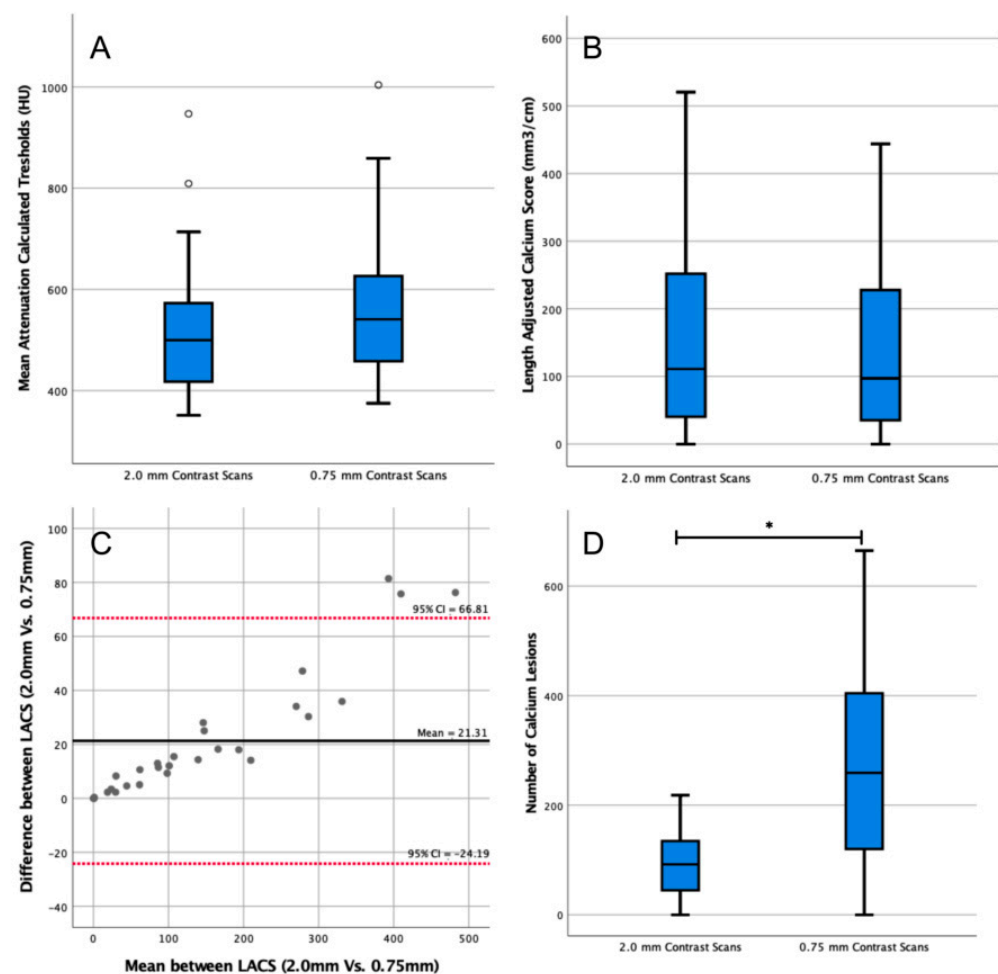 A
Mean Attenuation Calculated Tresholds (HU)
1000
800
600
400
2.0 mm Contrast Scans
0.75 mm Contrast Scans
B
Length Adjusted Calcium Score (mm3/cm)
600
500
400
300
200
100
0
2.0 mm Contrast Scans
0.75 mm Contrast Scans
C
Difference between LACS (2.0mm Vs. 0.75mm)
100
80
60
40
20
0
-20
-40
95% CI = 66.81
Mean = 21.31
95% CI = -24.19
0
100
200
300
400
500
Mean between LACS (2.0mm Vs. 0.75mm)
D
*
Number of Calcium Lesions
600
400
200
0
2.0 mm Contrast Scans
0.75 mm Contrast Scans